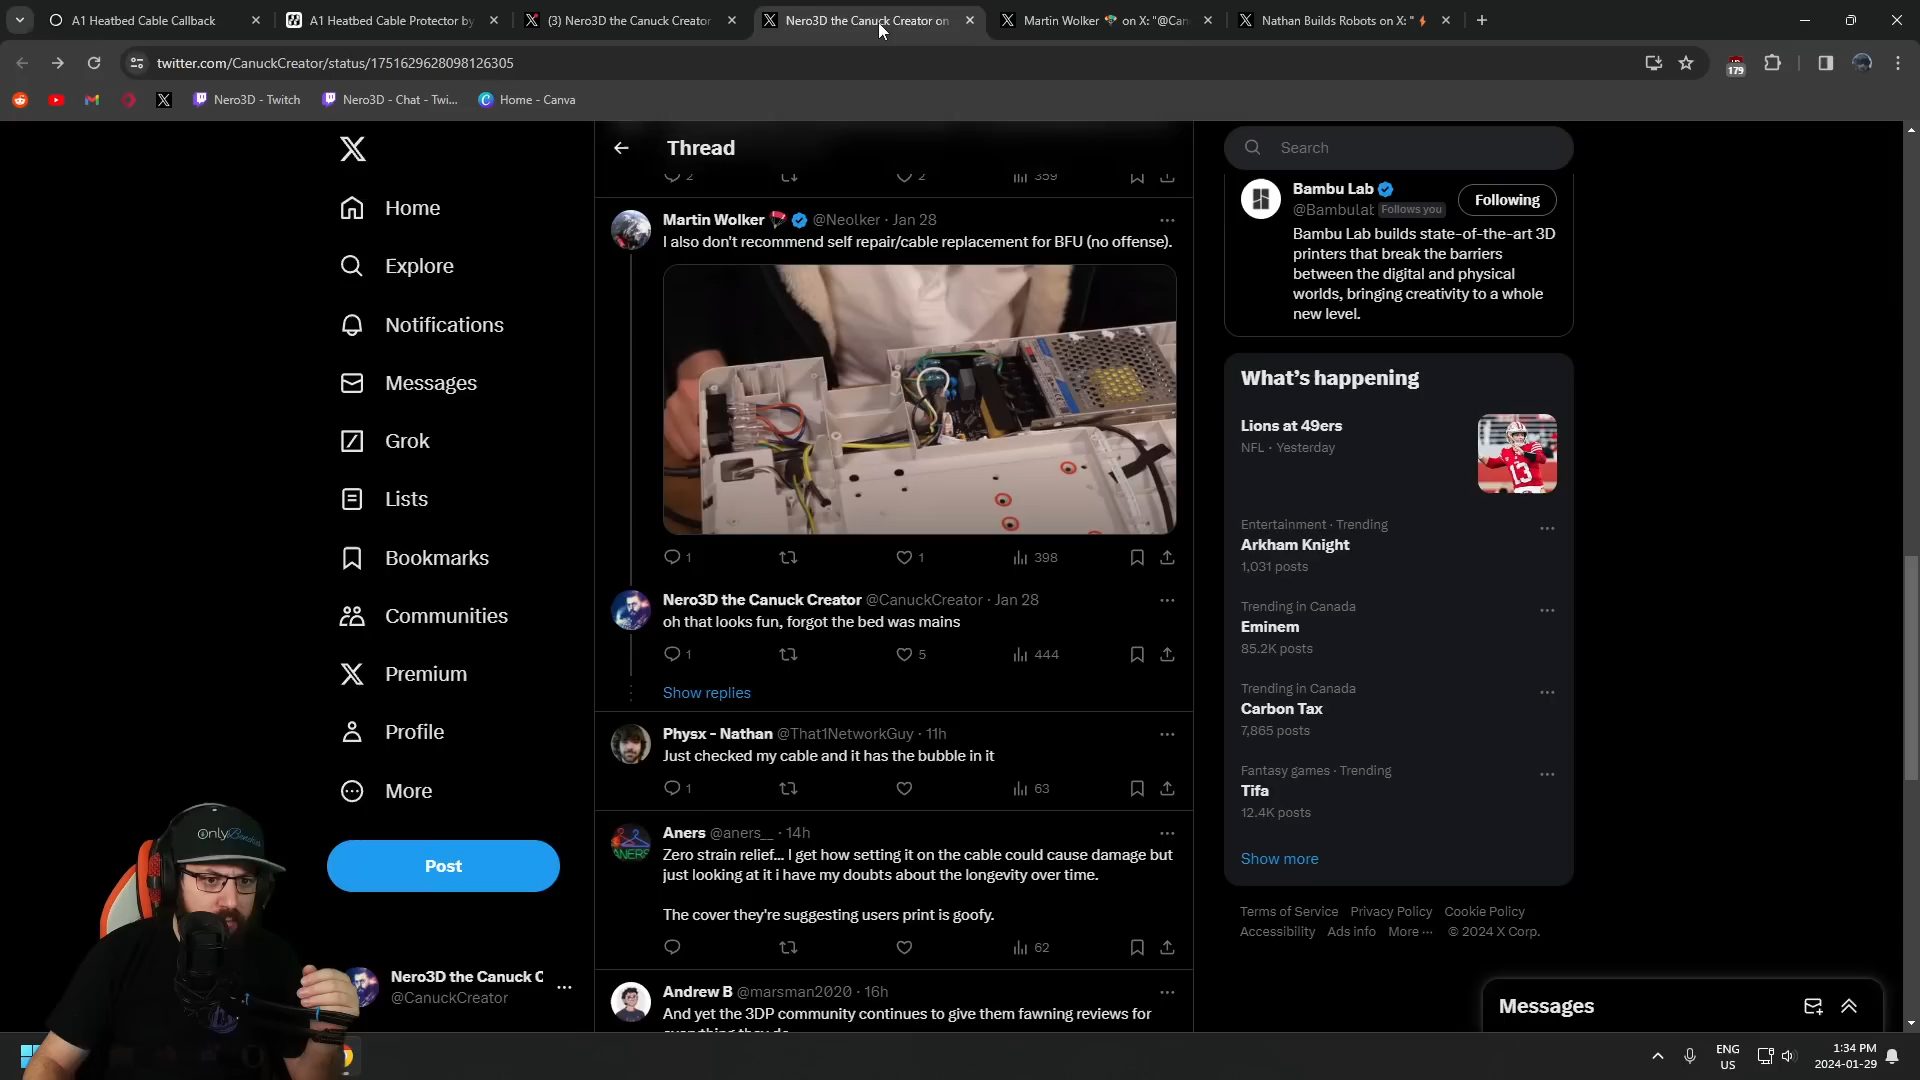 A1 Heatbed Cable Callback
A1 Heatbed Cable Protector by
(3) Nero3D the Canuck Creator
Nero3D the Canuck Creator on
Martin Wolker 🪂 on X: "@Can
Nathan Builds Robots on X: "⚡
twitter.com/CanuckCreator/status/1751629628098126305
179
Nero3D - Twitch
Nero3D - Chat - Twi...
Home - Canva
Thread
Search
Home
Explore
Notifications
Messages
Grok
Lists
Bookmarks
Communities
Premium
Profile
More
Post
Nero3D the Canuck C
@CanuckCreator
2
2
359
Martin Wolker 🪂 @Neolker · Jan 28
I also don't recommend self repair/cable replacement for BFU (no offense).
1
1
398
Nero3D the Canuck Creator @CanuckCreator · Jan 28
oh that looks fun, forgot the bed was mains
1
5
444
Show replies
Physx - Nathan @That1NetworkGuy · 11h
Just checked my cable and it has the bubble in it
1
63
Aners @aners__ · 14h
Zero strain relief... I get how setting it on the cable could cause damage but
just looking at it i have my doubts about the longevity over time.
The cover they're suggesting users print is goofy.
62
Andrew B @marsman2020 · 16h
And yet the 3DP community continues to give them fawning reviews for
Bambu Lab
@Bambulab Follows you
Following
Bambu Lab builds state-of-the-art 3D
printers that break the barriers
between the digital and physical
worlds, bringing creativity to a whole
new level.
What's happening
Lions at 49ers
NFL · Yesterday
13
Entertainment · Trending
Arkham Knight
1,031 posts
Trending in Canada
Eminem
85.2K posts
Trending in Canada
Carbon Tax
7,865 posts
Fantasy games · Trending
Tifa
12.4K posts
Show more
Terms of Service Privacy Policy Cookie Policy
Accessibility Ads info More ··· © 2024 X Corp.
Messages
ANERS
Only
ENG
US
1:34 PM
2024-01-29